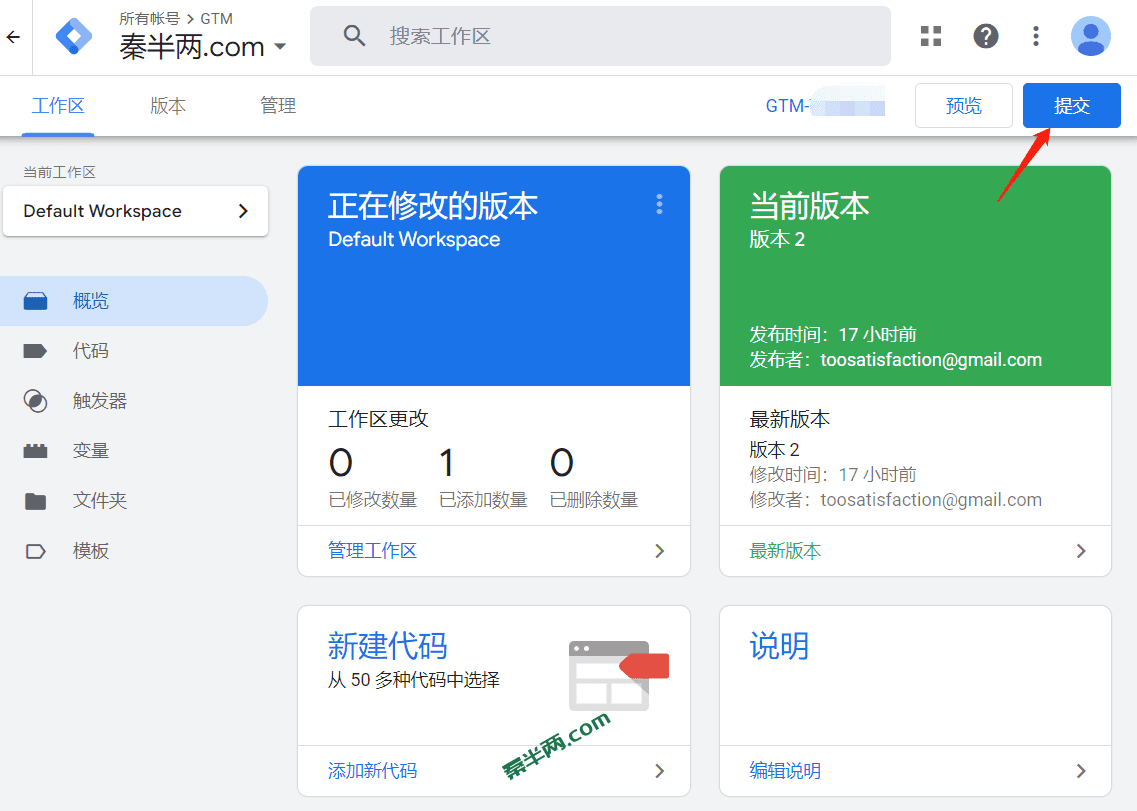 所有帐号 > GTM
秦半两.com
搜索工作区
工作区
版本
管理
GTM-
预览
提交
当前工作区
Default Workspace
概览
代码
触发器
变量
文件夹
模板
正在修改的版本
Default Workspace
工作区更改
0 1 0
已修改数量 已添加数量 已删除数量
管理工作区
当前版本
版本 2
发布时间：17 小时前
发布者：toosatisfaction@gmail.com
最新版本
版本 2
修改时间：17 小时前
修改者：toosatisfaction@gmail.com
最新版本
新建代码
从 50 多种代码中选择
添加新代码
秦半两.com
说明
编辑说明